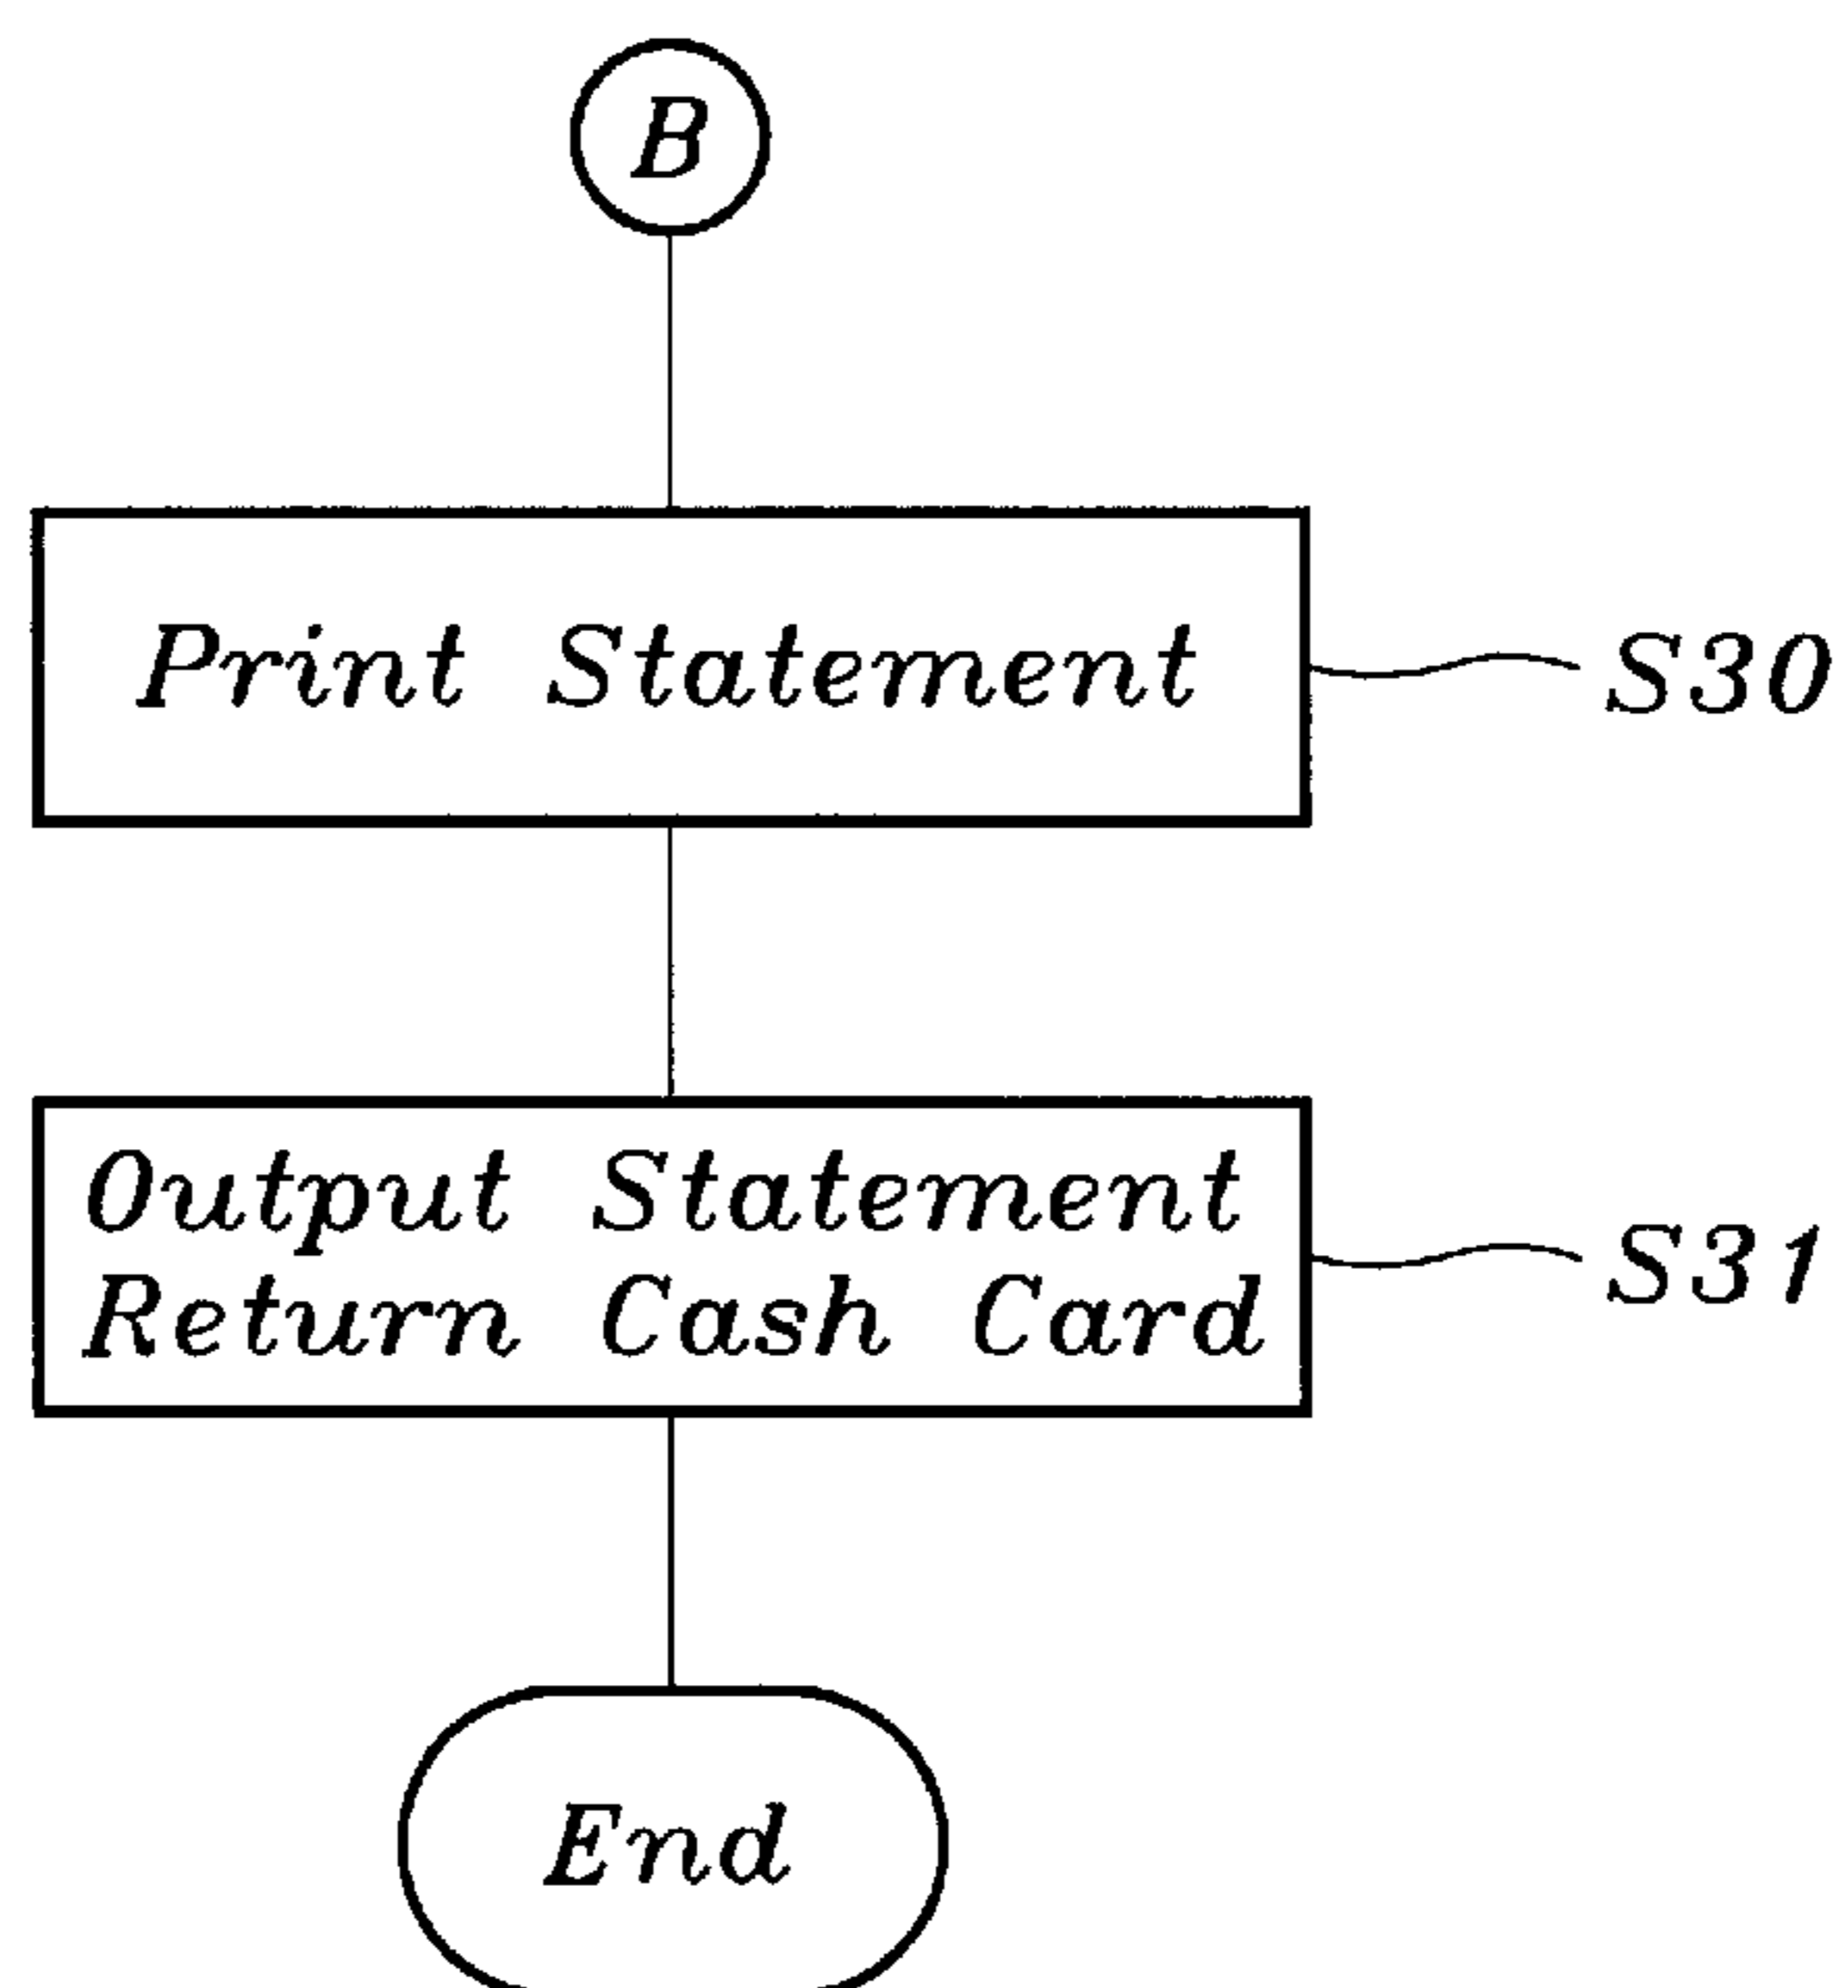 B
Print Statement
S30
Output Statement
Return Cash Card
S31
End